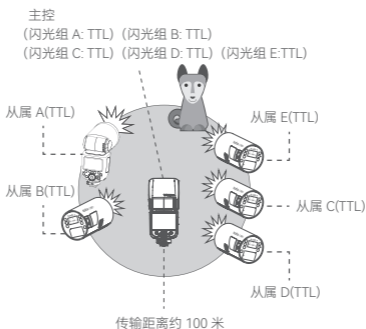 主控
（闪光组 A: TTL）（闪光组 B: TTL）
（闪光组 C: TTL）（闪光组 D: TTL）（闪光组 E:TTL）
从属 A(TTL)
从属 E(TTL)
从属 B(TTL)
从属 C(TTL)
从属 D(TTL)
传输距离约 100 米